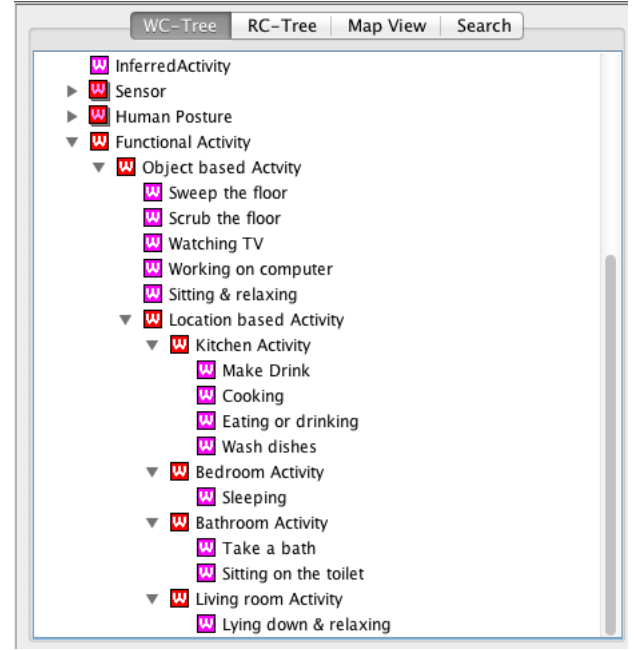 WC-Tree RC-Tree Map View Search
InferredActivity
Sensor
Human Posture
Functional Activity
Object based Actvity
Sweep the floor
Scrub the floor
Watching TV
Working on computer
Sitting & relaxing
Location based Activity
Kitchen Activity
Make Drink
Cooking
Eating or drinking
Wash dishes
Bedroom Activity
Sleeping
Bathroom Activity
Take a bath
Sitting on the toilet
Living room Activity
Lying down & relaxing